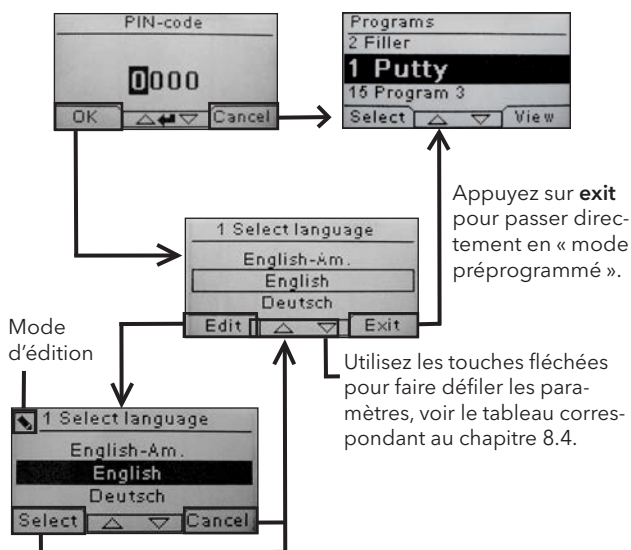 PIN-code
0000
OK Cancel
Programs
2 Filler
1 Putty
15 Program 3
Select View
Appuyez sur exit
pour passer direc-
tement en « mode
préprogrammé ».
1 Select language
English-Am.
English
Deutsch
Edit Exit
Mode
d'édition
Utilisez les touches fléchées
pour faire défiler les para-
mètres, voir le tableau corres-
pondant au chapitre 8.4.
1 Select language
English-Am.
English
Deutsch
Select Cancel